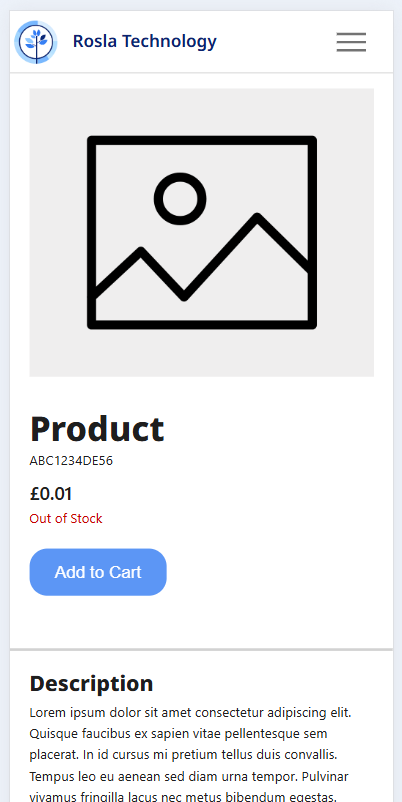 Rosla Technology
Product
ABC1234DE56
£0.01
Out of Stock
Add to Cart
Description
Lorem ipsum dolor sit amet consectetur adipiscing elit.
Quisque faucibus ex sapien vitae pellentesque sem
placerat. In id cursus mi pretium tellus duis convallis.
Tempus leo eu aenean sed diam urna tempor. Pulvinar
vivamus fringilla lacus nec metus bibendum egestas.